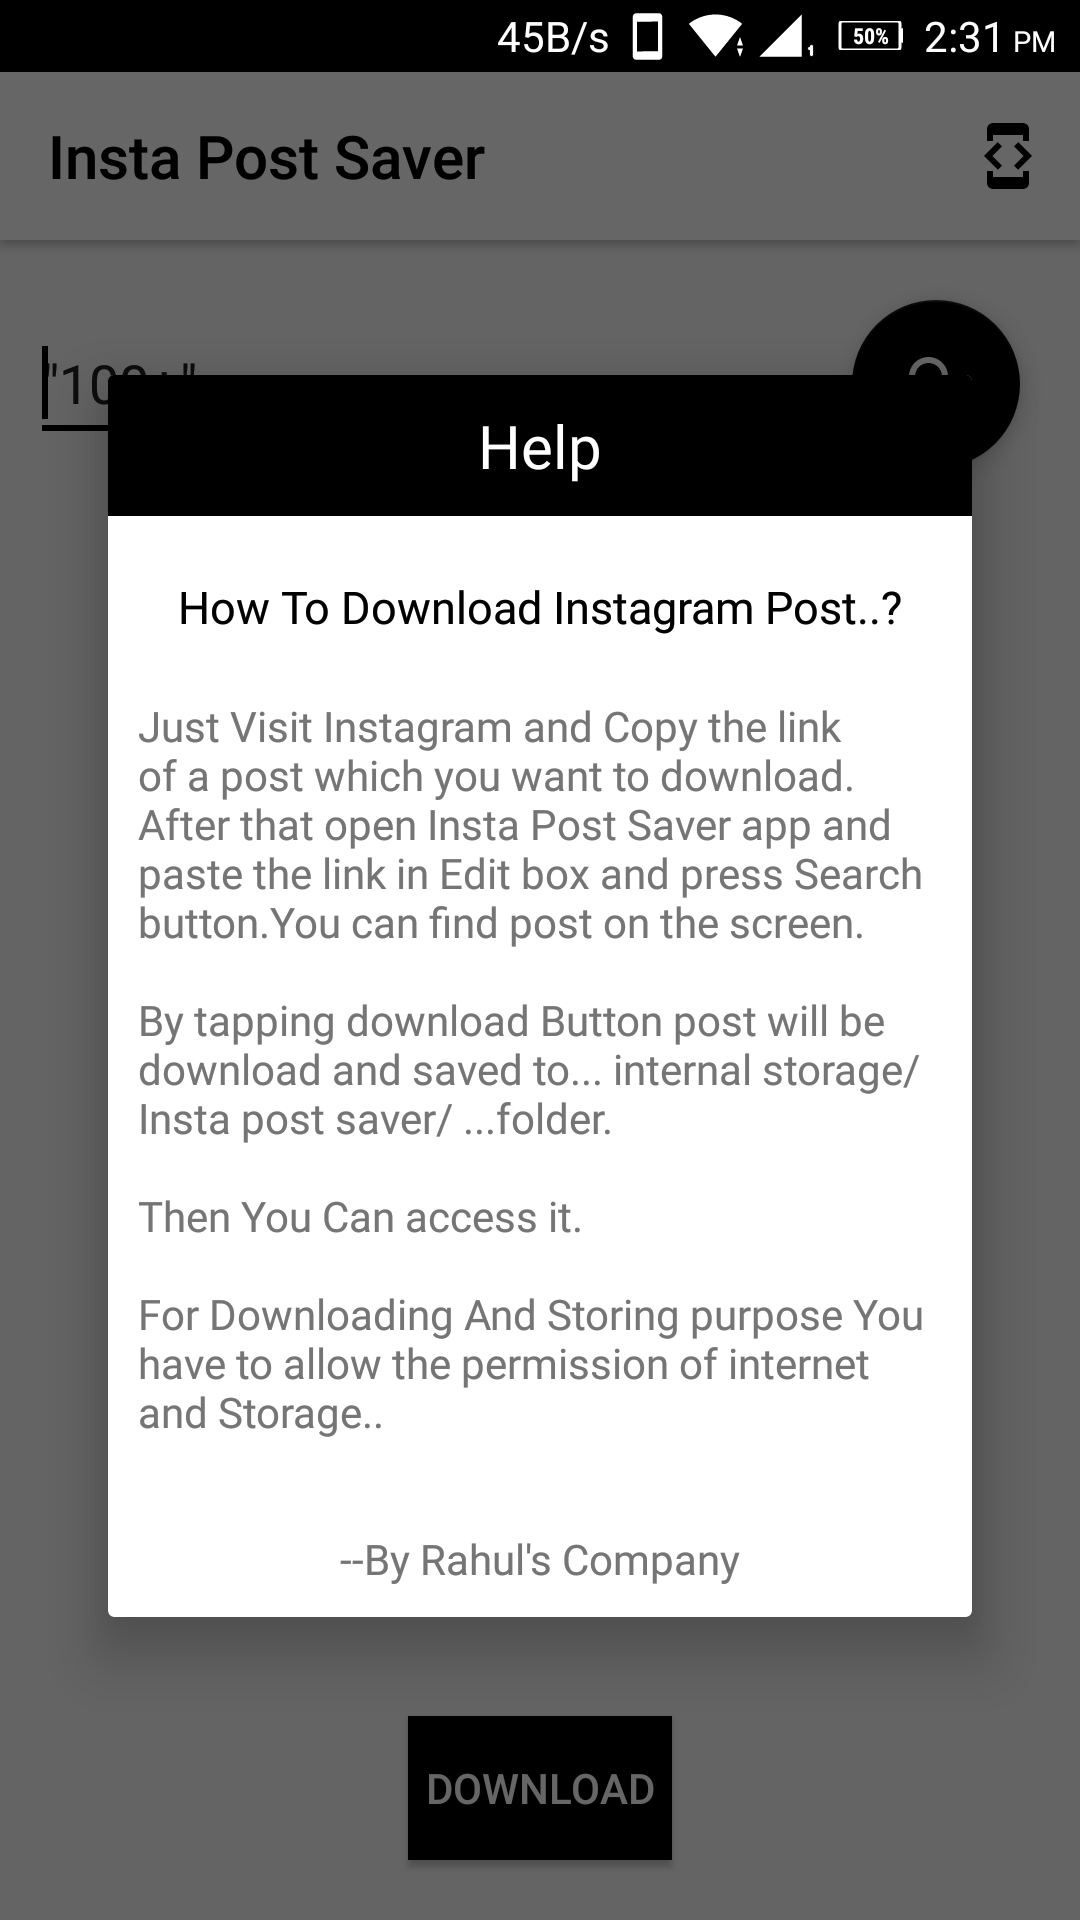 45B/s 50% 2:31 PM
Insta Post Saver
Help
How To Download Instagram Post..?
Just Visit Instagram and Copy the link
of a post which you want to download.
After that open Insta Post Saver app and
paste the link in Edit box and press Search
button.You can find post on the screen.
By tapping download Button post will be
download and saved to... internal storage/
Insta post saver/ ...folder.
Then You Can access it.
For Downloading And Storing purpose You
have to allow the permission of internet
and Storage..
--By Rahul's Company
DOWNLOAD